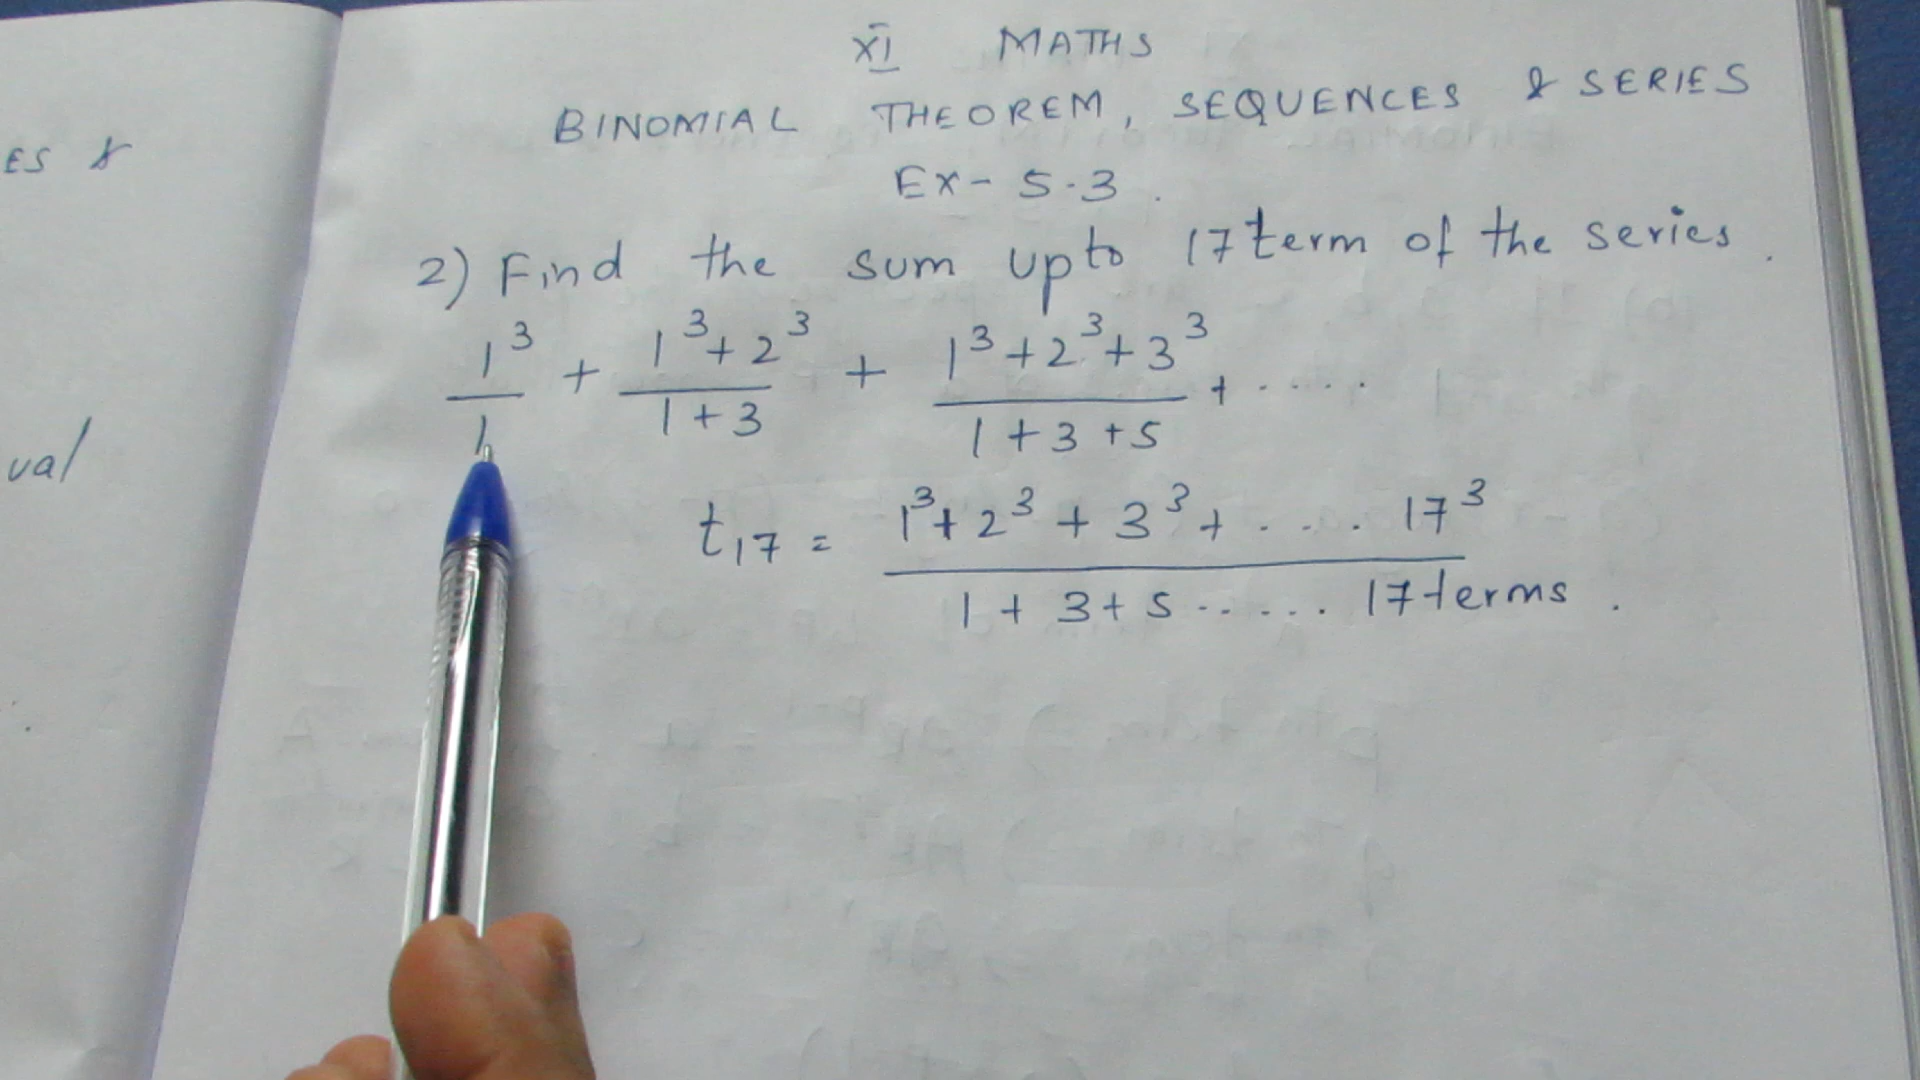 ES &
val
XI MATHS
BINOMIAL THEOREM, SEQUENCES & SERIES
Ex- 5.3.
2) Find the sum upto 17 term of the series.
1³/1 + 1³+2³/1+3 + 1³+2³+3³/1+3+5 + .....
t₁₇ = 1³+2³+3³+.... 17³/1+3+5...... 17 terms.